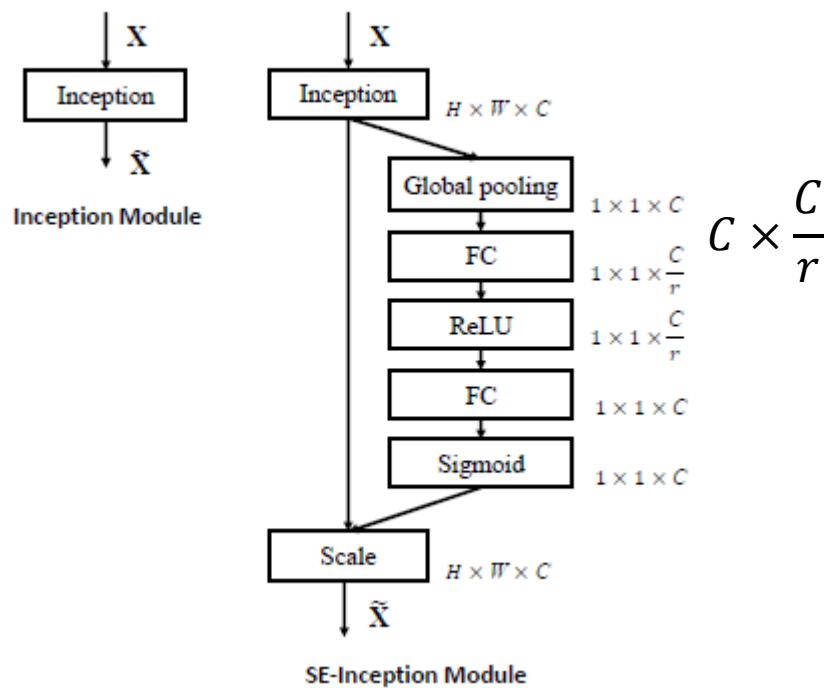 X
Inception
X̃
Inception Module
X
Inception
H × W × C
Global pooling
1 × 1 × C
FC
1 × 1 × C/r
C × C/r
ReLU
1 × 1 × C/r
FC
1 × 1 × C
Sigmoid
1 × 1 × C
Scale
H × W × C
X̃
SE-Inception Module